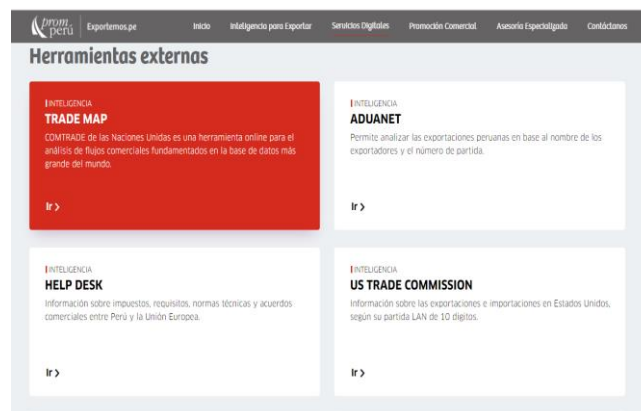 prom perú
Exportemos.pe
Inicio
Inteligencia para Exportar
Servicios Digitales
Promoción Comercial
Asesoría Especializada
Contáctanos
Herramientas externas
INTELIGENCIA
TRADE MAP
COMTRADE de las Naciones Unidas es una herramienta online para el
análisis de flujos comerciales fundamentados en la base de datos más
grande del mundo.
Ir >
INTELIGENCIA
ADUANET
Permite analizar las exportaciones peruanas en base al nombre de los
exportadores y el número de partida.
Ir >
INTELIGENCIA
HELP DESK
Información sobre impuestos, requisitos, normas técnicas y acuerdos
comerciales entre Perú y la Unión Europea.
Ir >
INTELIGENCIA
US TRADE COMMISSION
Información sobre las exportaciones e importaciones en Estados Unidos,
según su partida LAN de 10 dígitos.
Ir >